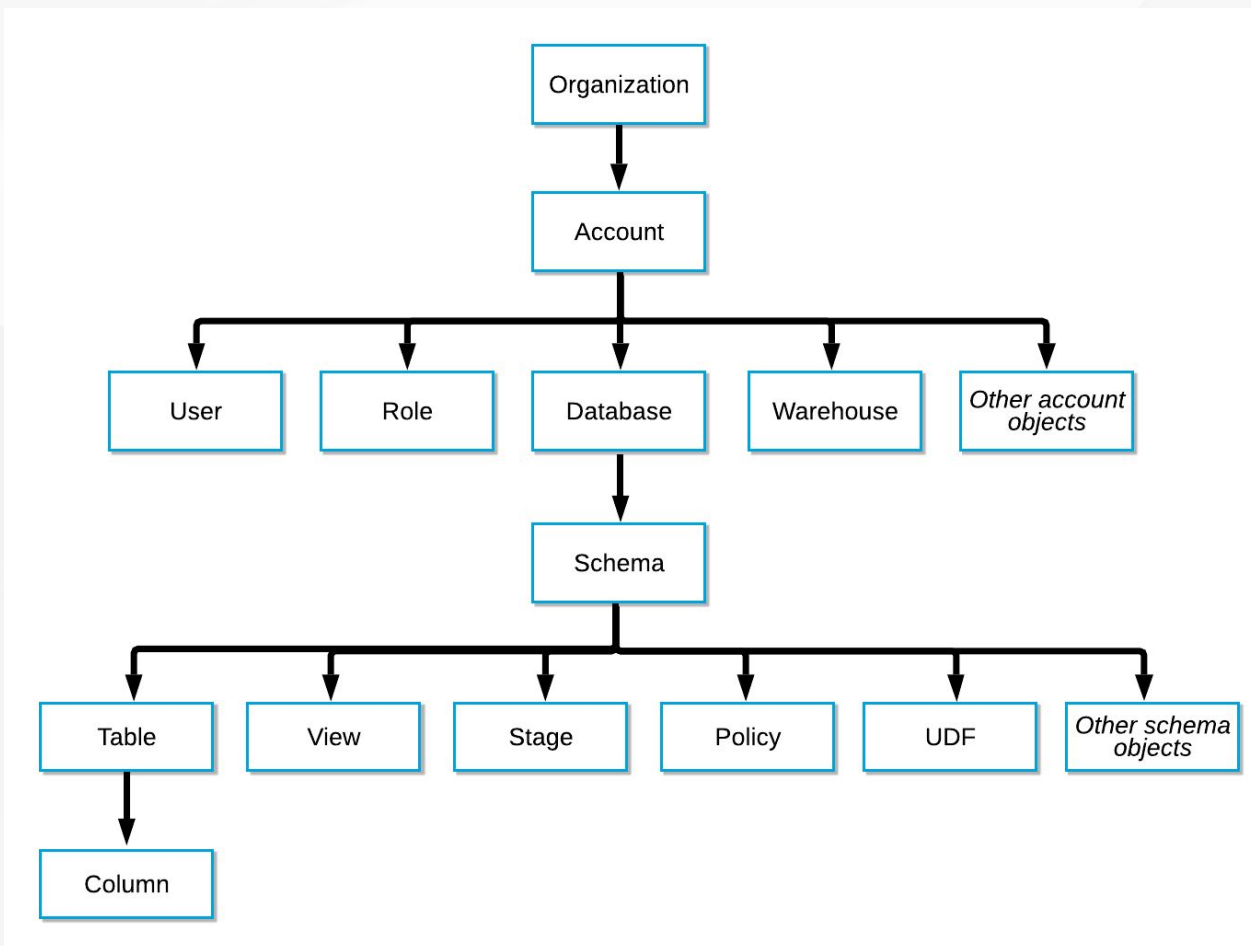 Organization
Account
User
Role
Database
Warehouse
Other account
objects
Schema
Table
View
Stage
Policy
UDF
Other schema
objects
Column